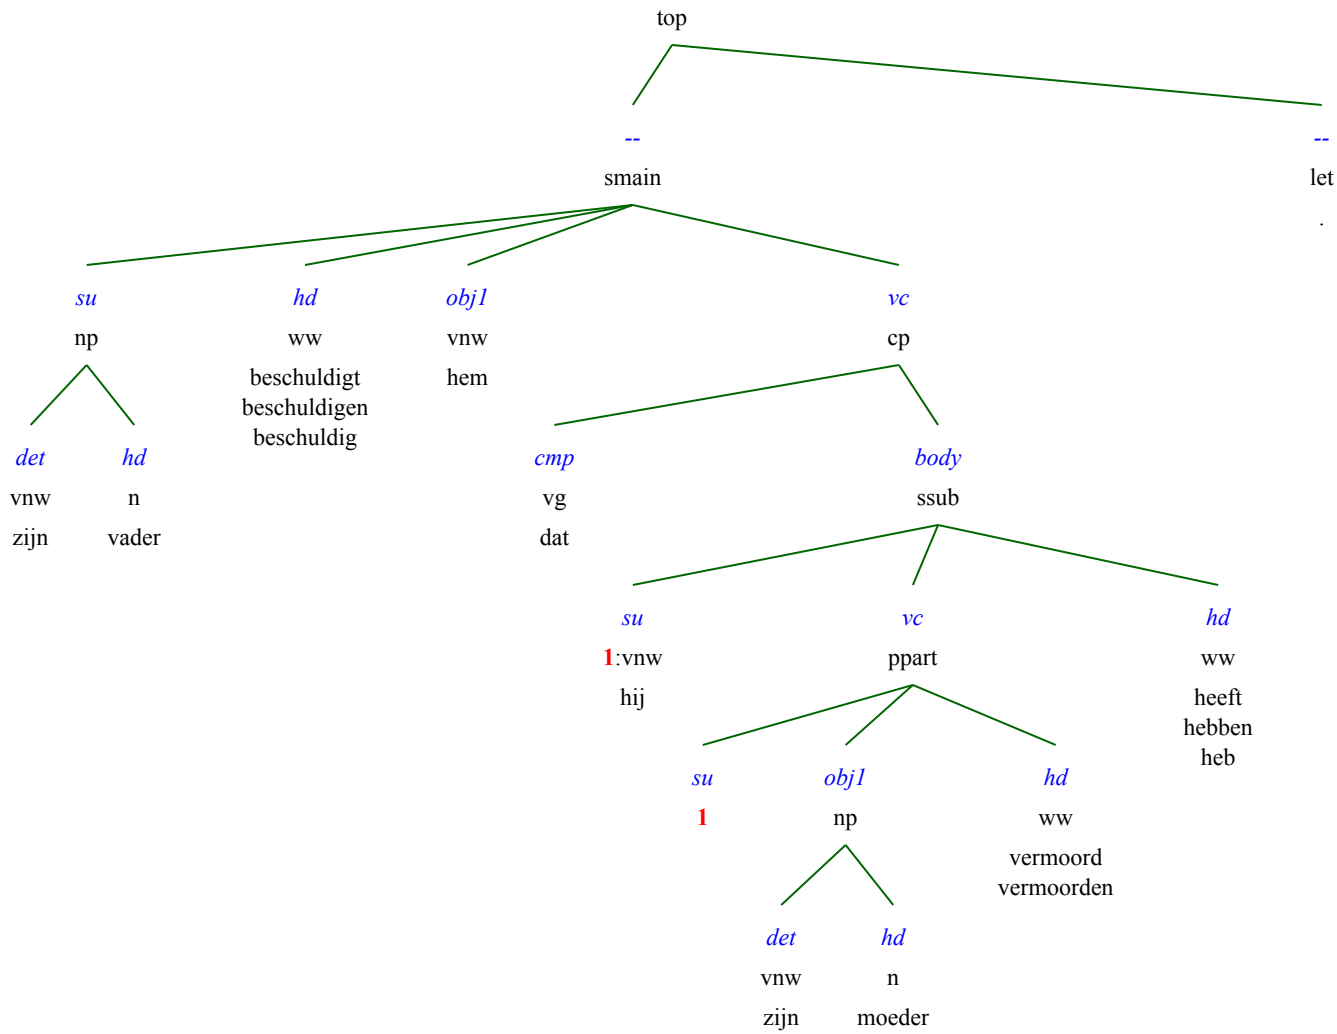 top
-- --
smain let
.
su hd obj1 vc
np ww vnw cp
beschuldigt hem
beschuldigen
beschuldig
det hd cmp body
vnw n vg ssub
zijn vader dat
su vc hd
1:vnw ppart ww
hij heeft
hebben
heb
su obj1 hd
1 np ww
vermoord
vermoorden
det hd
vnw n
zijn moeder